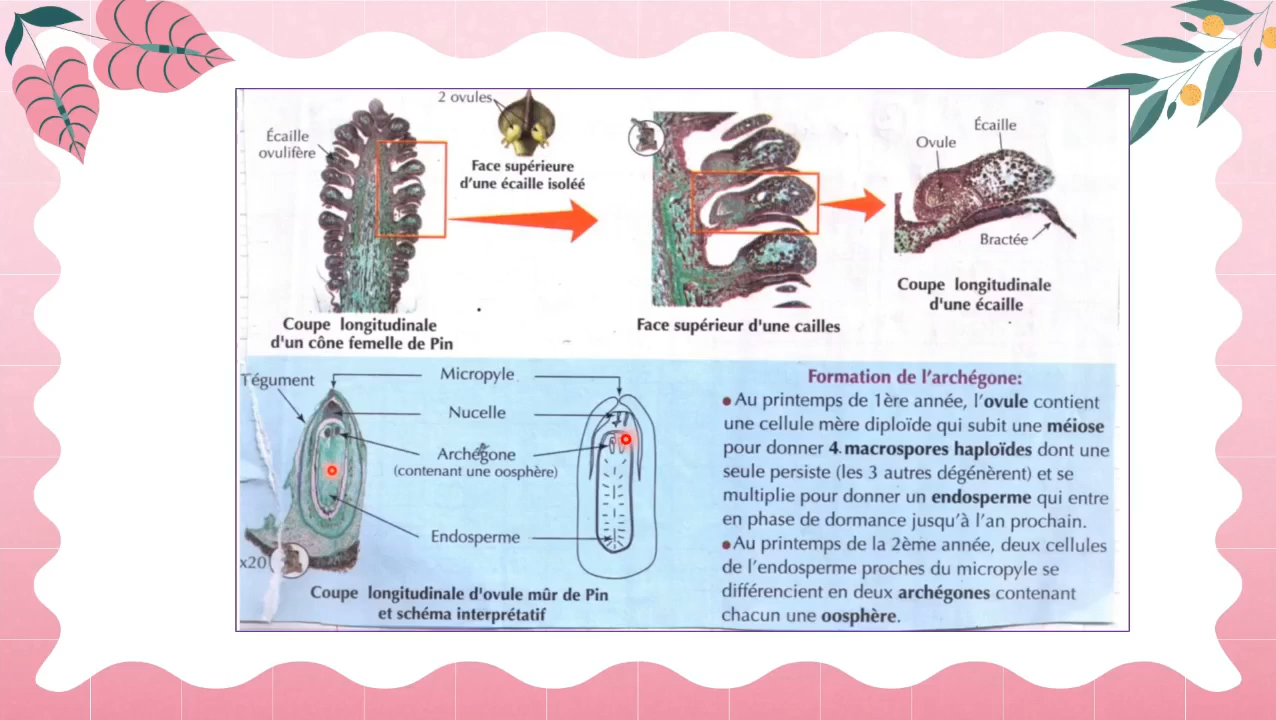 2 ovules
Écaille
ovulifère
Face supérieure
d'une écaille isoléé
Écaille
Ovule
Bractée
Coupe longitudinale
d'un cône femelle de Pin
Face supérieur d'une cailles
Coupe longitudinale
d'une écaille
Tégument
Micropyle
Nucelle
Archégone
(contenant une oosphère)
Endosperme
x20
Coupe longitudinale d'ovule mûr de Pin
et schéma interprétatif
Formation de l'archégone:
• Au printemps de 1ère année, l'ovule contient
une cellule mère diploïde qui subit une méiose
pour donner 4 macrospores haploïdes dont une
seule persiste (les 3 autres dégénèrent) et se
multiplie pour donner un endosperme qui entre
en phase de dormance jusqu'à l'an prochain.
• Au printemps de la 2ème année, deux cellules
de l'endosperme proches du micropyle se
différencient en deux archégones contenant
chacun une oosphère.